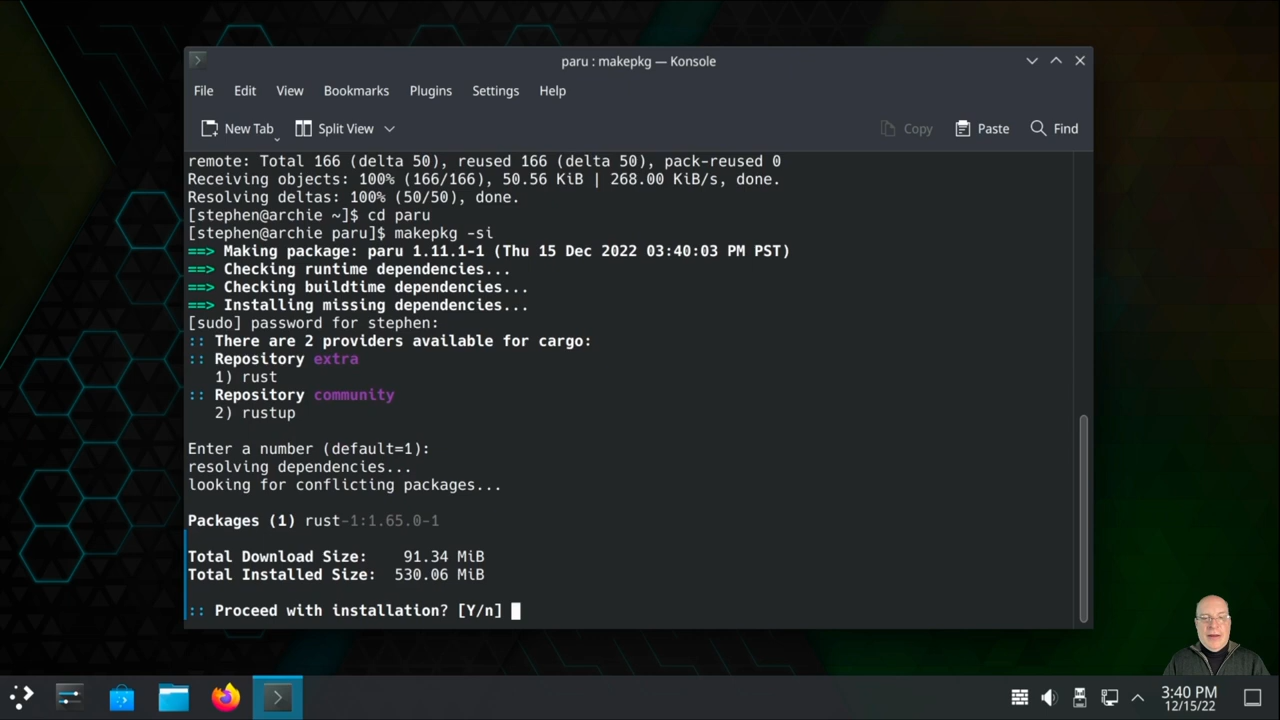 paru : makepkg — Konsole
File Edit View Bookmarks Plugins Settings Help
New Tab Split View Copy Paste Find
remote: Total 166 (delta 50), reused 166 (delta 50), pack-reused 0
Receiving objects: 100% (166/166), 50.56 KiB | 268.00 KiB/s, done.
Resolving deltas: 100% (50/50), done.
[stephen@archie ~]$ cd paru
[stephen@archie paru]$ makepkg -si
==> Making package: paru 1.11.1-1 (Thu 15 Dec 2022 03:40:03 PM PST)
==> Checking runtime dependencies...
==> Checking buildtime dependencies...
==> Installing missing dependencies...
[sudo] password for stephen:
:: There are 2 providers available for cargo:
:: Repository extra
1) rust
:: Repository community
2) rustup
Enter a number (default=1):
resolving dependencies...
looking for conflicting packages...
Packages (1) rust-1:1.65.0-1
Total Download Size: 91.34 MiB
Total Installed Size: 530.06 MiB
:: Proceed with installation? [Y/n]
3:40 PM
12/15/22